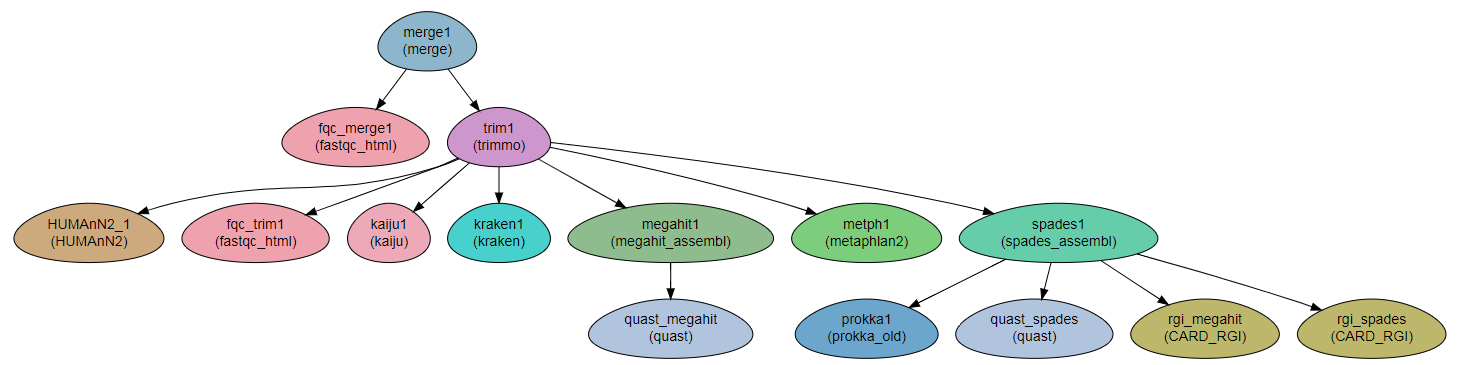 merge1
(merge)
fqc_merge1
(fastqc_html)
trim1
(trimmo)
HUMAnN2_1
(HUMAnN2)
fqc_trim1
(fastqc_html)
kaiju1
(kaiju)
kraken1
(kraken)
megahit1
(megahit_assembl)
metph1
(metaphlan2)
spades1
(spades_assembl)
quast_megahit
(quast)
prokka1
(prokka_old)
quast_spades
(quast)
rgi_megahit
(CARD_RGI)
rgi_spades
(CARD_RGI)